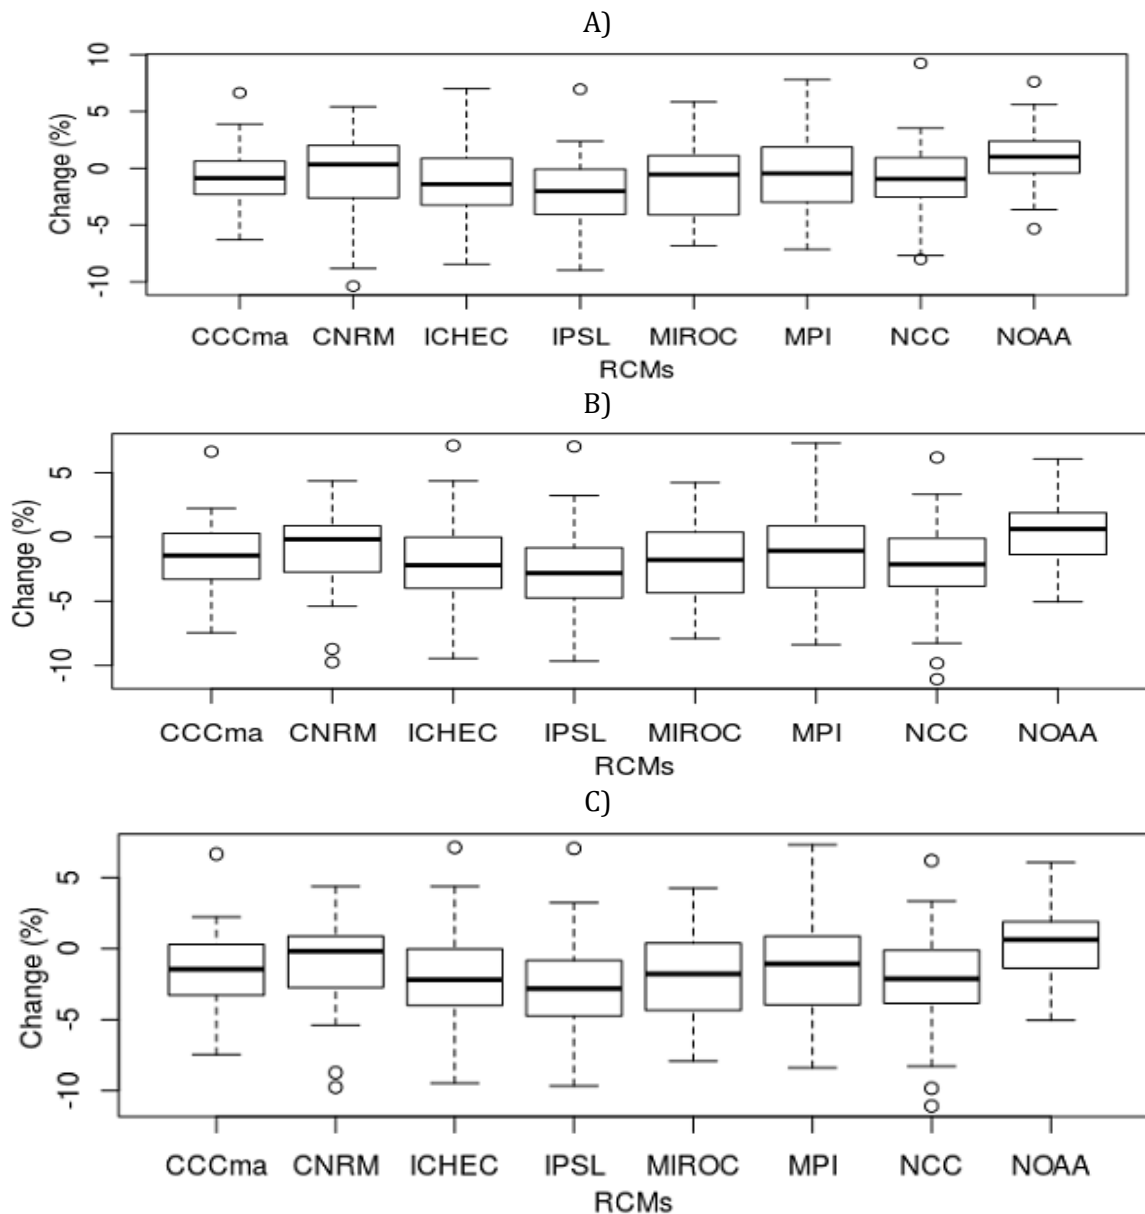 A)
Change (%)
10
5
0
-5
-10
CCCma CNRM ICHEC IPSL MIROC MPI NCC NOAA
RCMs
B)
Change (%)
5
0
-5
-10
CCCma CNRM ICHEC IPSL MIROC MPI NCC NOAA
RCMs
C)
Change (%)
5
0
-5
-10
CCCma CNRM ICHEC IPSL MIROC MPI NCC NOAA
RCMs